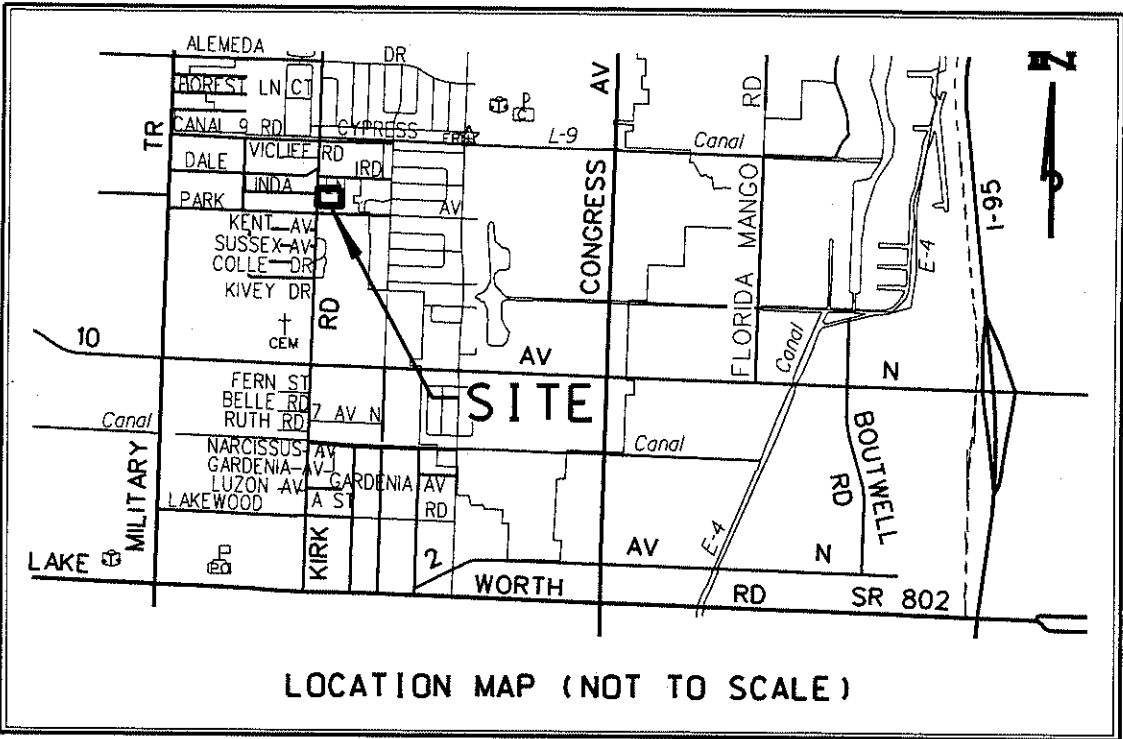 ALEMEDA DR
FOREST LN CT
CANAL 9 RD
CYPRESS
L-9
Canal
P
C
TR
AV
RD
N
DALE
VICLIFF RD
IRD
INDA
PARK
AV
KENT AV
SUSSEX AV
COLLE DR
KIVEY DR
RD
CEM
CONGRESS
FLORIDA MANGO
E-4
I-95
10
AV
N
SITE
Canal
FERN ST
BELLE RD
RUTH RD
7 AV N
Canal
Canal
NARCISSUS AV
GARDENIA AV
LUZON AV
LAKEWOOD
GARDENIA AV
A ST
RD
BOUTWELL
RD
MILITARY
KIRK
2
AV
E-4
N
LAKE
WORTH
RD
SR 802
LOCATION MAP (NOT TO SCALE)